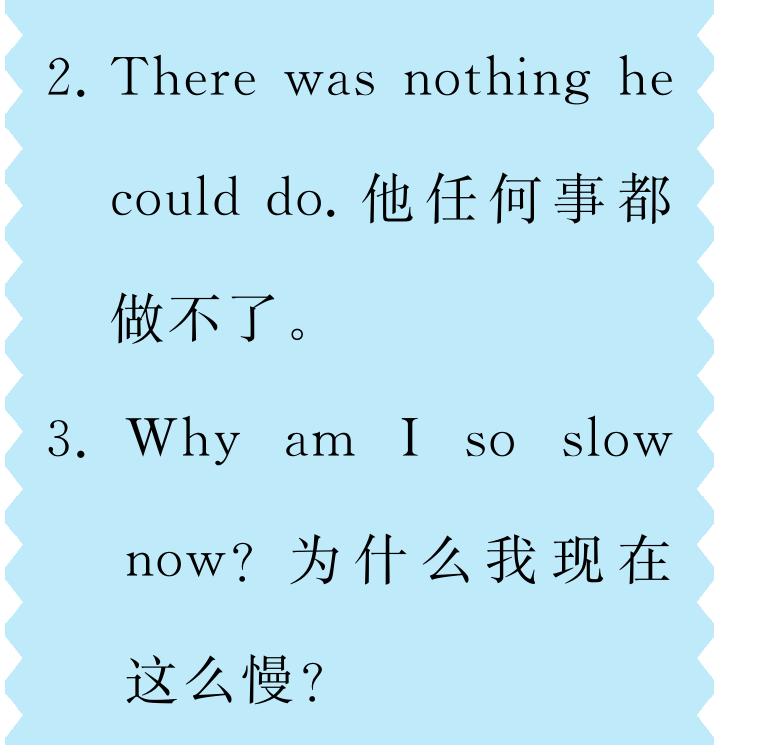 2. There was nothing he
could do. 他任何事都
做不了。
3. Why am I so slow
now? 为什么我现在
这么慢?